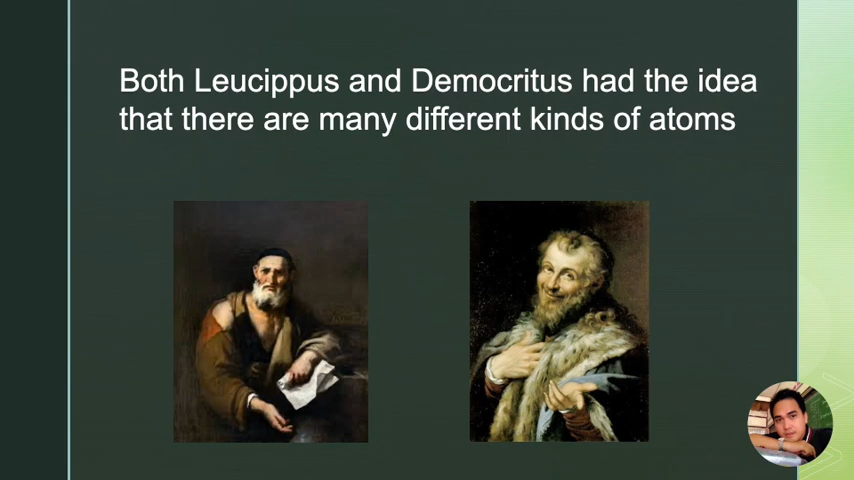 Both Leucippus and Democritus had the idea
that there are many different kinds of atoms